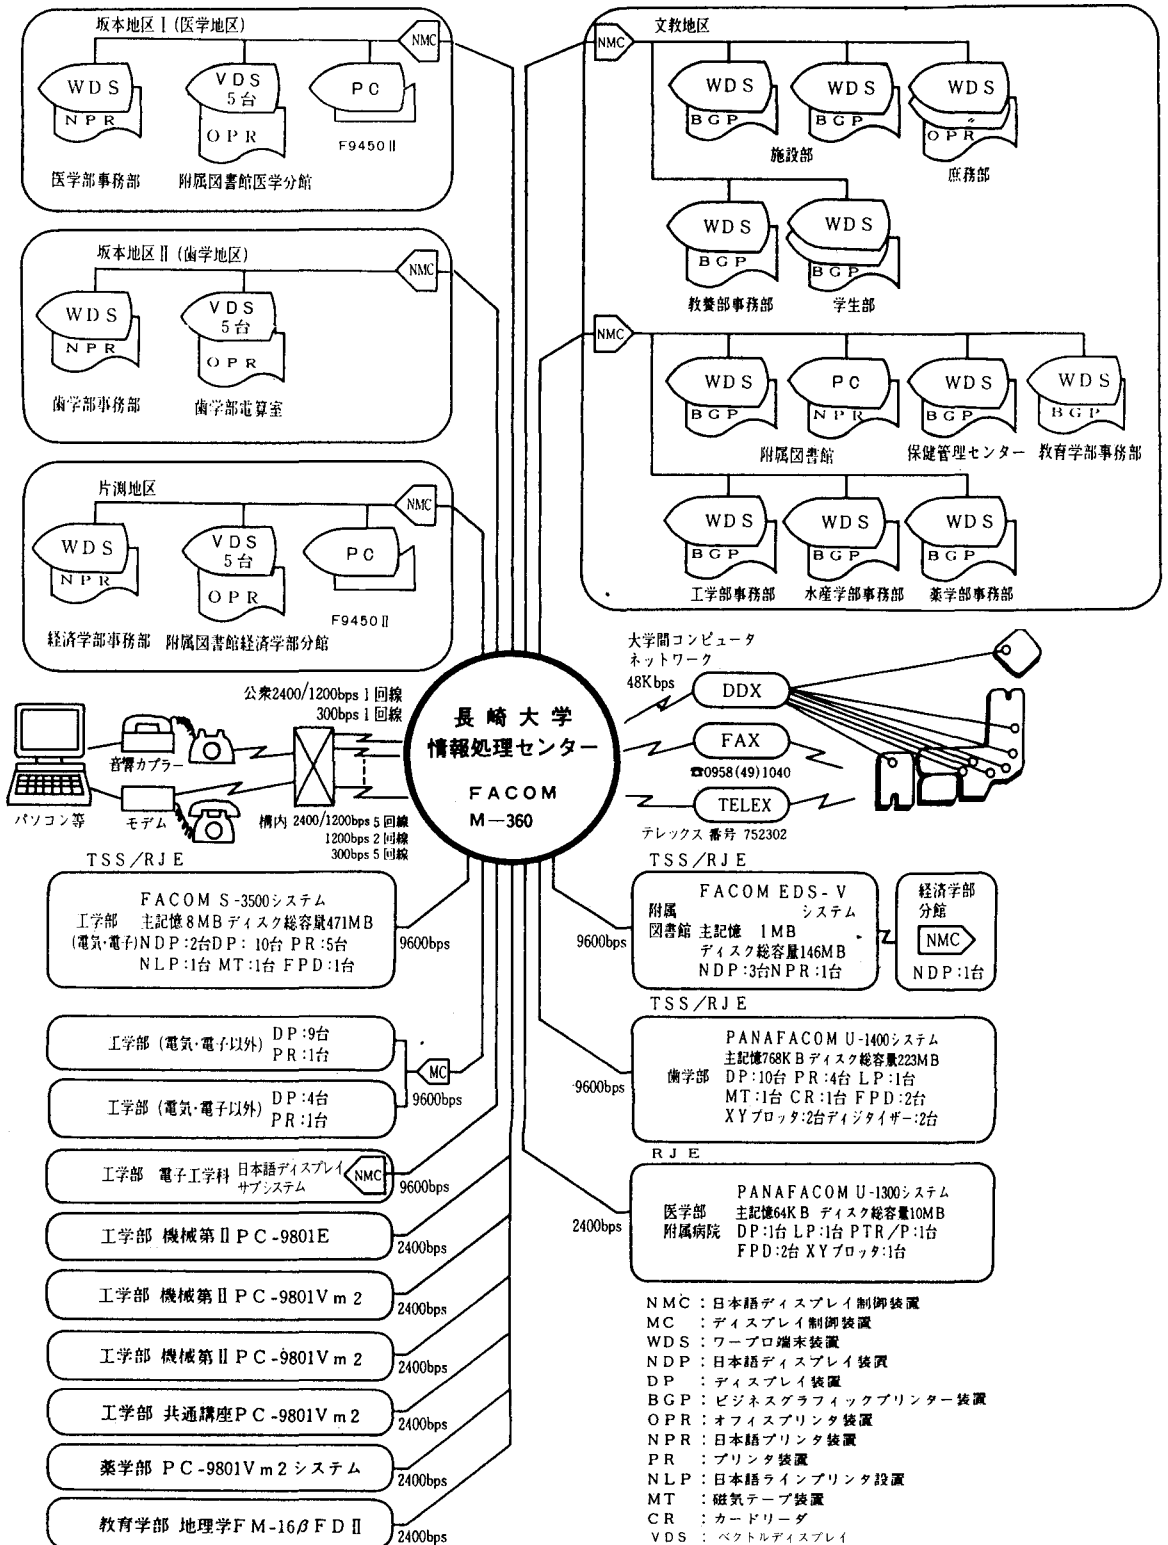 坂本地区Ⅰ(医学地区)
NMC
WDS
NPR
VDS
5台
OPR
PC
F9450Ⅱ
医学部事務部
附属図書館医学分館
坂本地区Ⅱ(歯学地区)
NMC
WDS
NPR
VDS
5台
OPR
歯学部事務部
歯学部電算室
片渕地区
NMC
WDS
NPR
VDS
5台
OPR
PC
F9450Ⅱ
経済学部事務部
附属図書館経済学部分館
文教地区
NMC
WDS
BGP
WDS
BGP
WDS
OPR
施設部
庶務部
WDS
BGP
WDS
BGP
教養部事務部
学生部
NMC
WDS
BGP
PC
NPR
WDS
BGP
WDS
BGP
附属図書館
保健管理センター
教育学部事務部
WDS
BGP
WDS
BGP
WDS
BGP
工学部事務部
水産学部事務部
薬学部事務部
公衆2400/1200bps 1回線
300bps 1回線
音響カプラー
パソコン等
モデム
構内 2400/1200bps 5回線
1200bps 2回線
300bps 5回線
長崎大学
情報処理センター
FACOM
M―360
大学間コンピュータ
ネットワーク
48Kbps
DDX
FAX
☎0958(49)1040
TELEX
テレックス 番号 752302
TSS/RJE
FACOM S-3500システム
工学部 主記憶8MBディスク総容量471MB
(電気・電子)NDP:2台DP:10台 PR:5台
NLP:1台 MT:1台 FPD:1台
9600bps
工学部(電気・電子以外) DP:9台
PR:1台
MC
9600bps
工学部(電気・電子以外) DP:4台
PR:1台
工学部 電子工学科 日本語ディスプレイ
サブシステム
NMC
9600bps
工学部 機械第ⅡPC-9801E
2400bps
工学部 機械第ⅡPC-9801Vm2
2400bps
工学部 機械第ⅡPC-9801Vm2
2400bps
工学部 共通講座PC-9801Vm2
2400bps
薬学部 PC-9801Vm2システム
2400bps
教育学部 地理学FM-16βFDⅡ
2400bps
TSS/RJE
FACOM EDS-V
附属 システム
図書館 主記憶 1MB
ディスク総容量146MB
NDP:3台NPR:1台
9600bps
経済学部
分館
NMC
NDP:1台
TSS/RJE
PANAFACOM U-1400システム
主記憶768KBディスク総容量223MB
歯学部 DP:10台 PR:4台 LP:1台
MT:1台 CR:1台 FPD:2台
XYプロッタ:2台ディジタイザー:2台
9600bps
RJE
PANAFACOM U-1300システム
医学部 主記憶64KB ディスク総容量10MB
附属病院 DP:1台 LP:1台 PTR/P:1台
FPD:2台 XYプロッタ:1台
2400bps
NMC:日本語ディスプレイ制御装置
MC :ディスプレイ制御装置
WDS:ワープロ端末装置
NDP:日本語ディスプレイ装置
DP :ディスプレイ装置
BGP:ビジネスグラフィックプリンター装置
OPR:オフィスプリンタ装置
NPR:日本語プリンタ装置
PR :プリンタ装置
NLP:日本語ラインプリンタ設置
MT :磁気テープ装置
CR :カードリーダ
VDS:ベクトルディスプレイ